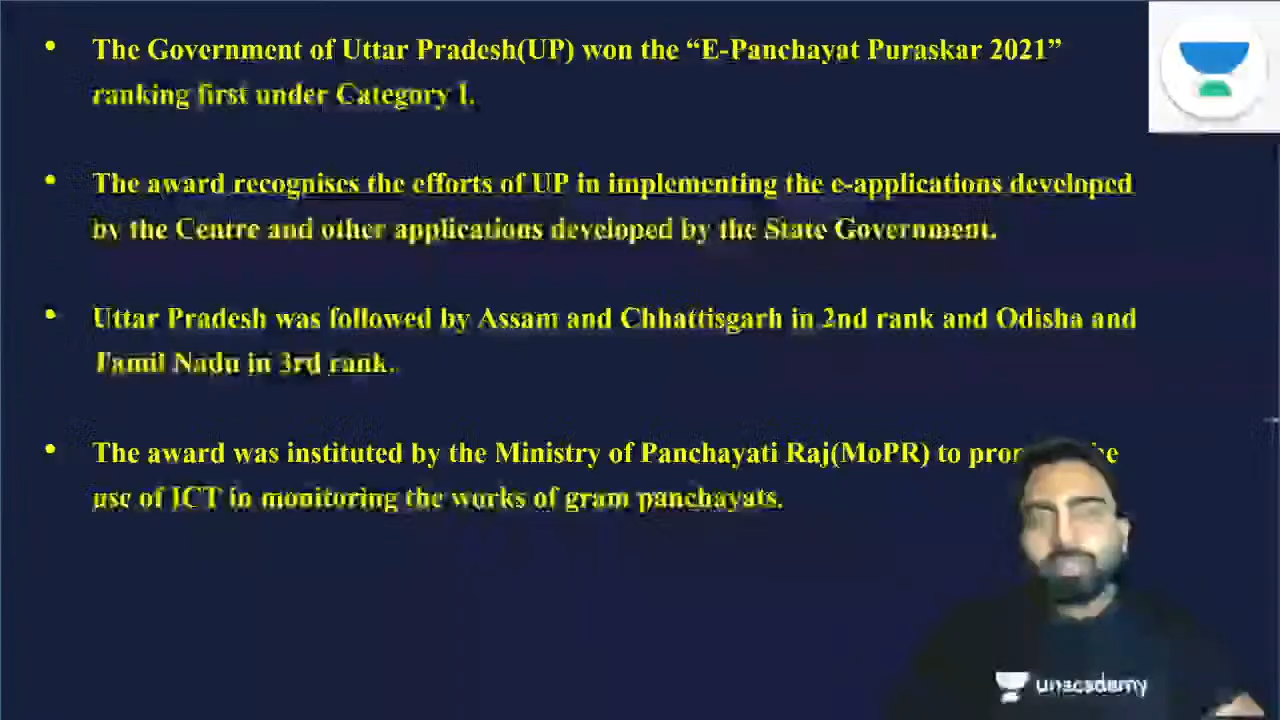 • The Government of Uttar Pradesh(UP) won the “E-Panchayat Puraskar 2021”
ranking first under Category I.
• The award recognises the efforts of UP in implementing the e-applications developed
by the Centre and other applications developed by the State Government.
• Uttar Pradesh was followed by Assam and Chhattisgarh in 2nd rank and Odisha and
Tamil Nadu in 3rd rank.
• The award was instituted by the Ministry of Panchayati Raj(MoPR) to
use of ICT in monitoring the works of gram panchayats.
unacademy